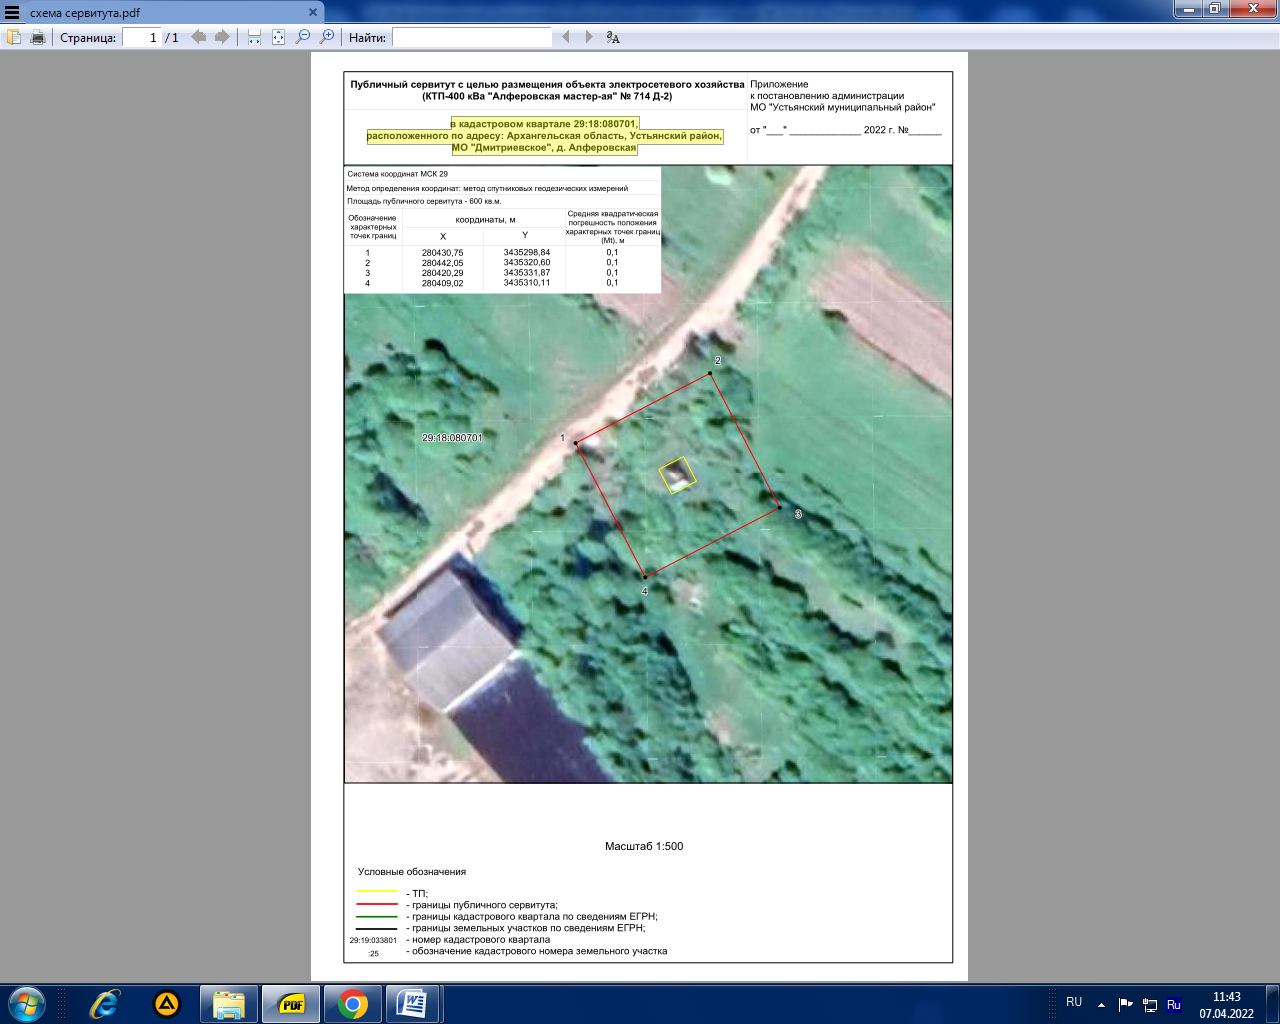 схема сервитута.pdf
Страница: 1 / 1 Найти:
Публичный сервитут с целью размещения объекта электросетевого хозяйства
(КТП-400 кВа "Алферовская мастер-ая" № 714 Д-2)
в кадастровом квартале 29:18:080701,
расположенного по адресу: Архангельская область, Устьянский район,
МО "Дмитриевское", д. Алферовская
Приложение
к постановлению администрации
МО "Устьянский муниципальный район"
от "___" _____________ 2022 г. №______
Система координат МСК 29
Метод определения координат: метод спутниковых геодезических измерений
Площадь публичного сервитута - 600 кв.м.
Обозначение характерных точек границ
координаты, м
X Y
Средняя квадратическая погрешность положения характерных точек границ (Mt), м
1 280430,75 3435298,84 0,1
2 280442,05 3435320,60 0,1
3 280420,29 3435331,87 0,1
4 280409,02 3435310,11 0,1
2
29:18:080701
1
3
4
Масштаб 1:500
Условные обозначения
- ТП;
- границы публичного сервитута;
- границы кадастрового квартала по сведениям ЕГРН;
- границы земельных участков по сведениям ЕГРН;
29:19:033801 - номер кадастрового квартала
:25 - обозначение кадастрового номера земельного участка
PDF
RU
Ru
11:43
07.04.2022